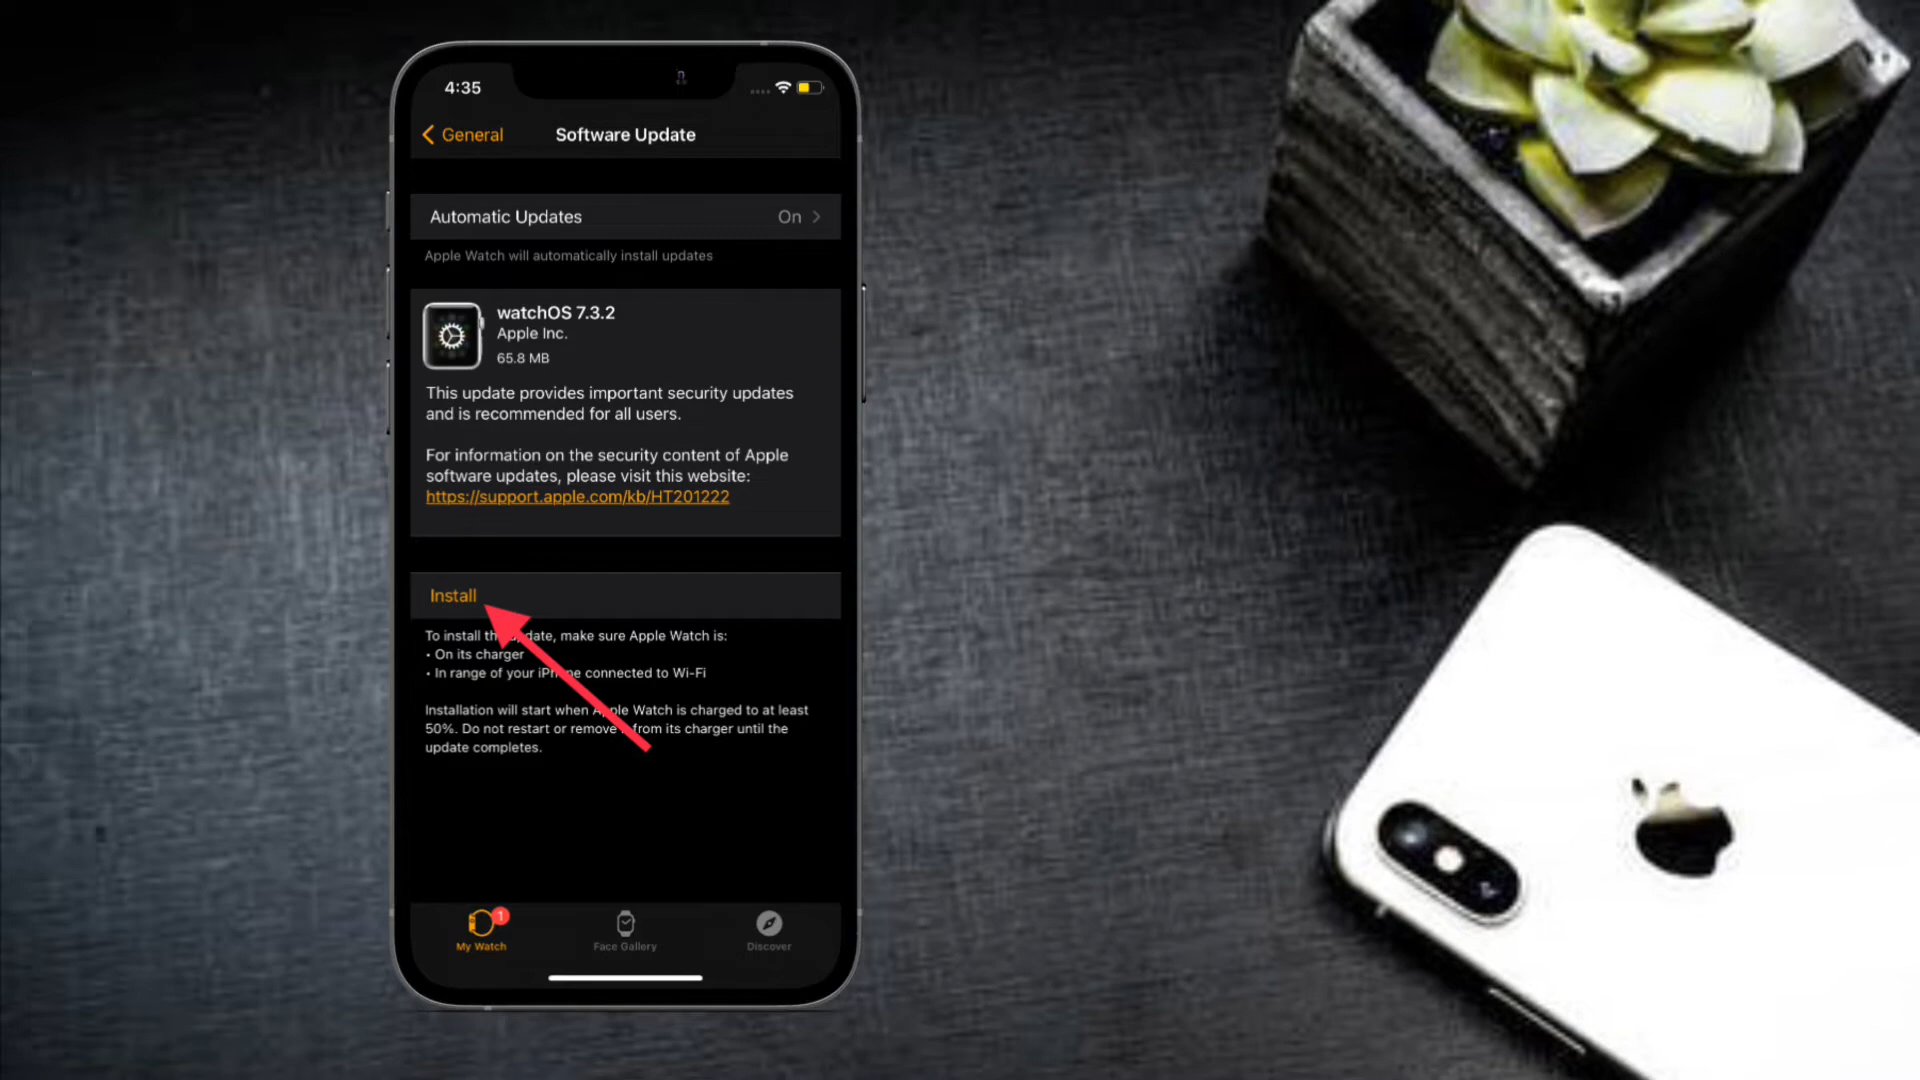 4:35
General
Software Update
Automatic Updates
On
Apple Watch will automatically install updates
watchOS 7.3.2
Apple Inc.
65.8 MB
This update provides important security updates
and is recommended for all users.
For information on the security content of Apple
software updates, please visit this website:
https://support.apple.com/kb/HT201222
Install
To install update, make sure Apple Watch is:
• On its charger
• In range of your iPhone connected to Wi-Fi
Installation will start when Apple Watch is charged to at least
50%. Do not restart or remove from its charger until the
update completes.
1
My Watch
Face Gallery
Discover